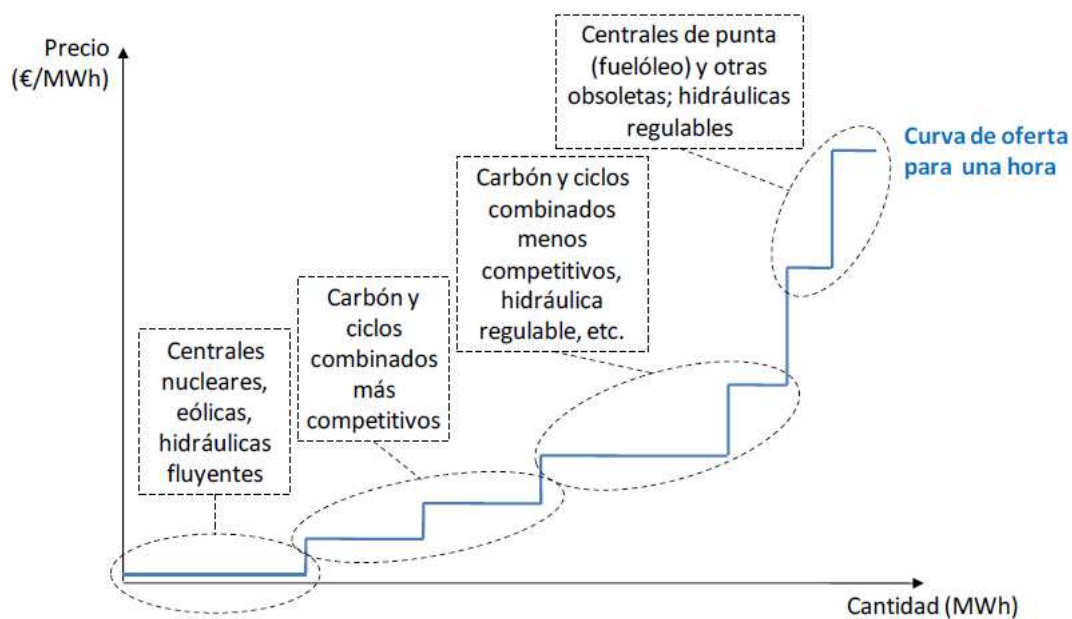 Precio
(€/MWh)
Centrales de punta
(fuelóleo) y otras
obsoletas; hidráulicas
regulables
Curva de oferta
para una hora
Carbón y ciclos
combinados
menos
competitivos,
hidráulica
regulable, etc.
Carbón y
ciclos
combinados
más
competitivos
Centrales
nucleares,
eólicas,
hidráulicas
fluyentes
Cantidad (MWh)